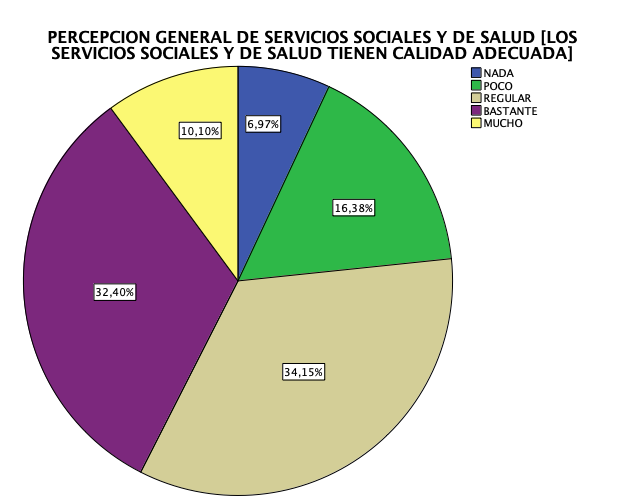 PERCEPCION GENERAL DE SERVICIOS SOCIALES Y DE SALUD [LOS
SERVICIOS SOCIALES Y DE SALUD TIENEN CALIDAD ADECUADA]
NADA
POCO
REGULAR
BASTANTE
MUCHO
10,10%
6,97%
16,38%
32,40%
34,15%